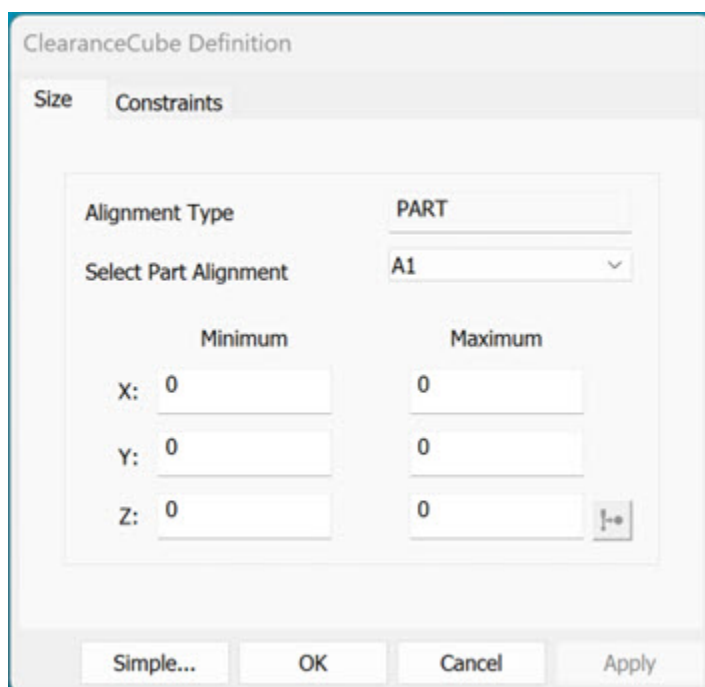 ClearanceCube Definition
Size Constraints
Alignment Type PART
Select Part Alignment A1
Minimum Maximum
X: 0 0
Y: 0 0
Z: 0 0
Simple... OK Cancel Apply